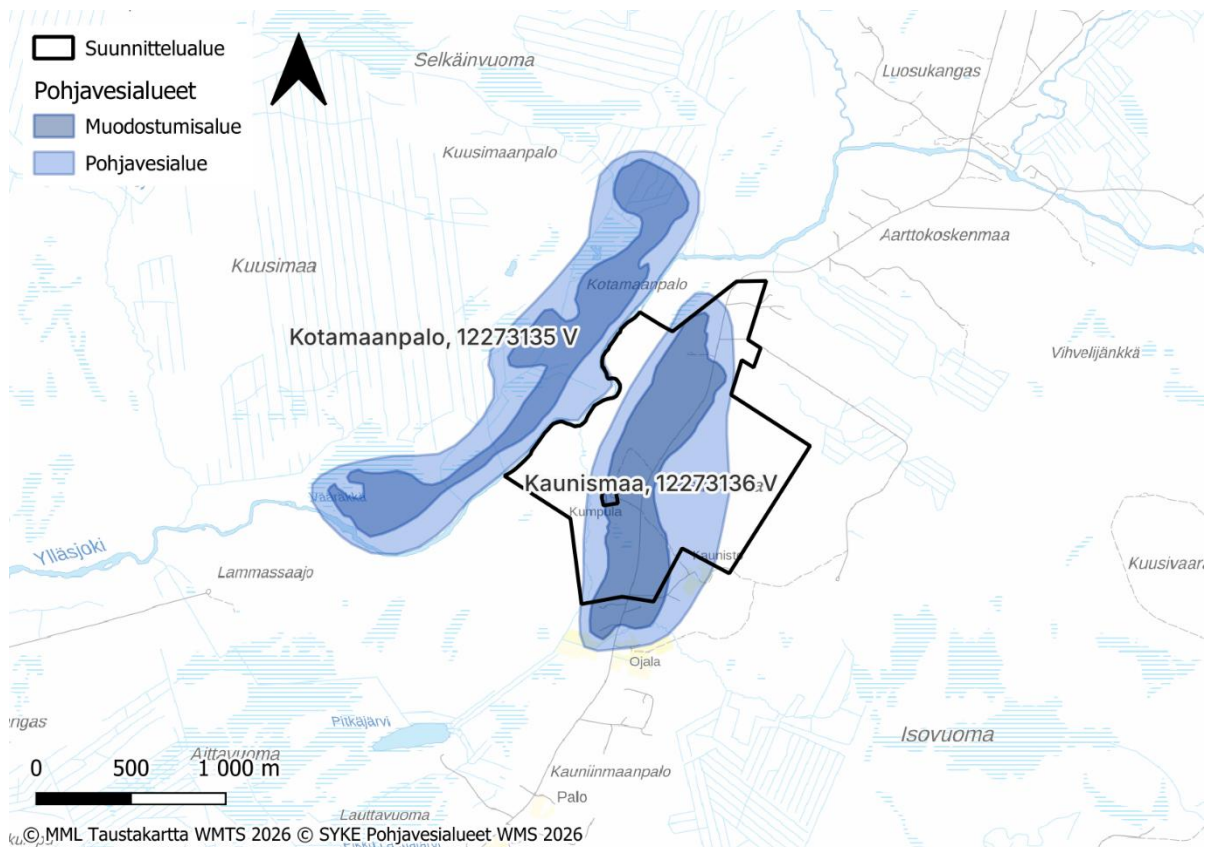 Suunnittelualue
Pohjavesialueet
Muodostumisalue
Pohjavesialue
Selkäinvuoma
Luosukangas
Kuusimaanpalo
Aarttokoskenmaa
Kuusimaa
Kotamaanpalo
Kotamaanpalo, 12273135 V
Vihvelijänkkä
Kaunismaa, 12273136 V
Kumpula
Ylläsjoki
Kaunisto
Lammassaajo
Kuusivaara
Ojala
Pitkäjärvi
Isovuoma
Aittavuoma
0 500 1 000 m
Kauniinmaanpalo
Palo
Lauttavuoma
© MML Taustakartta WMTS 2026 © SYKE Pohjavesialueet WMS 2026